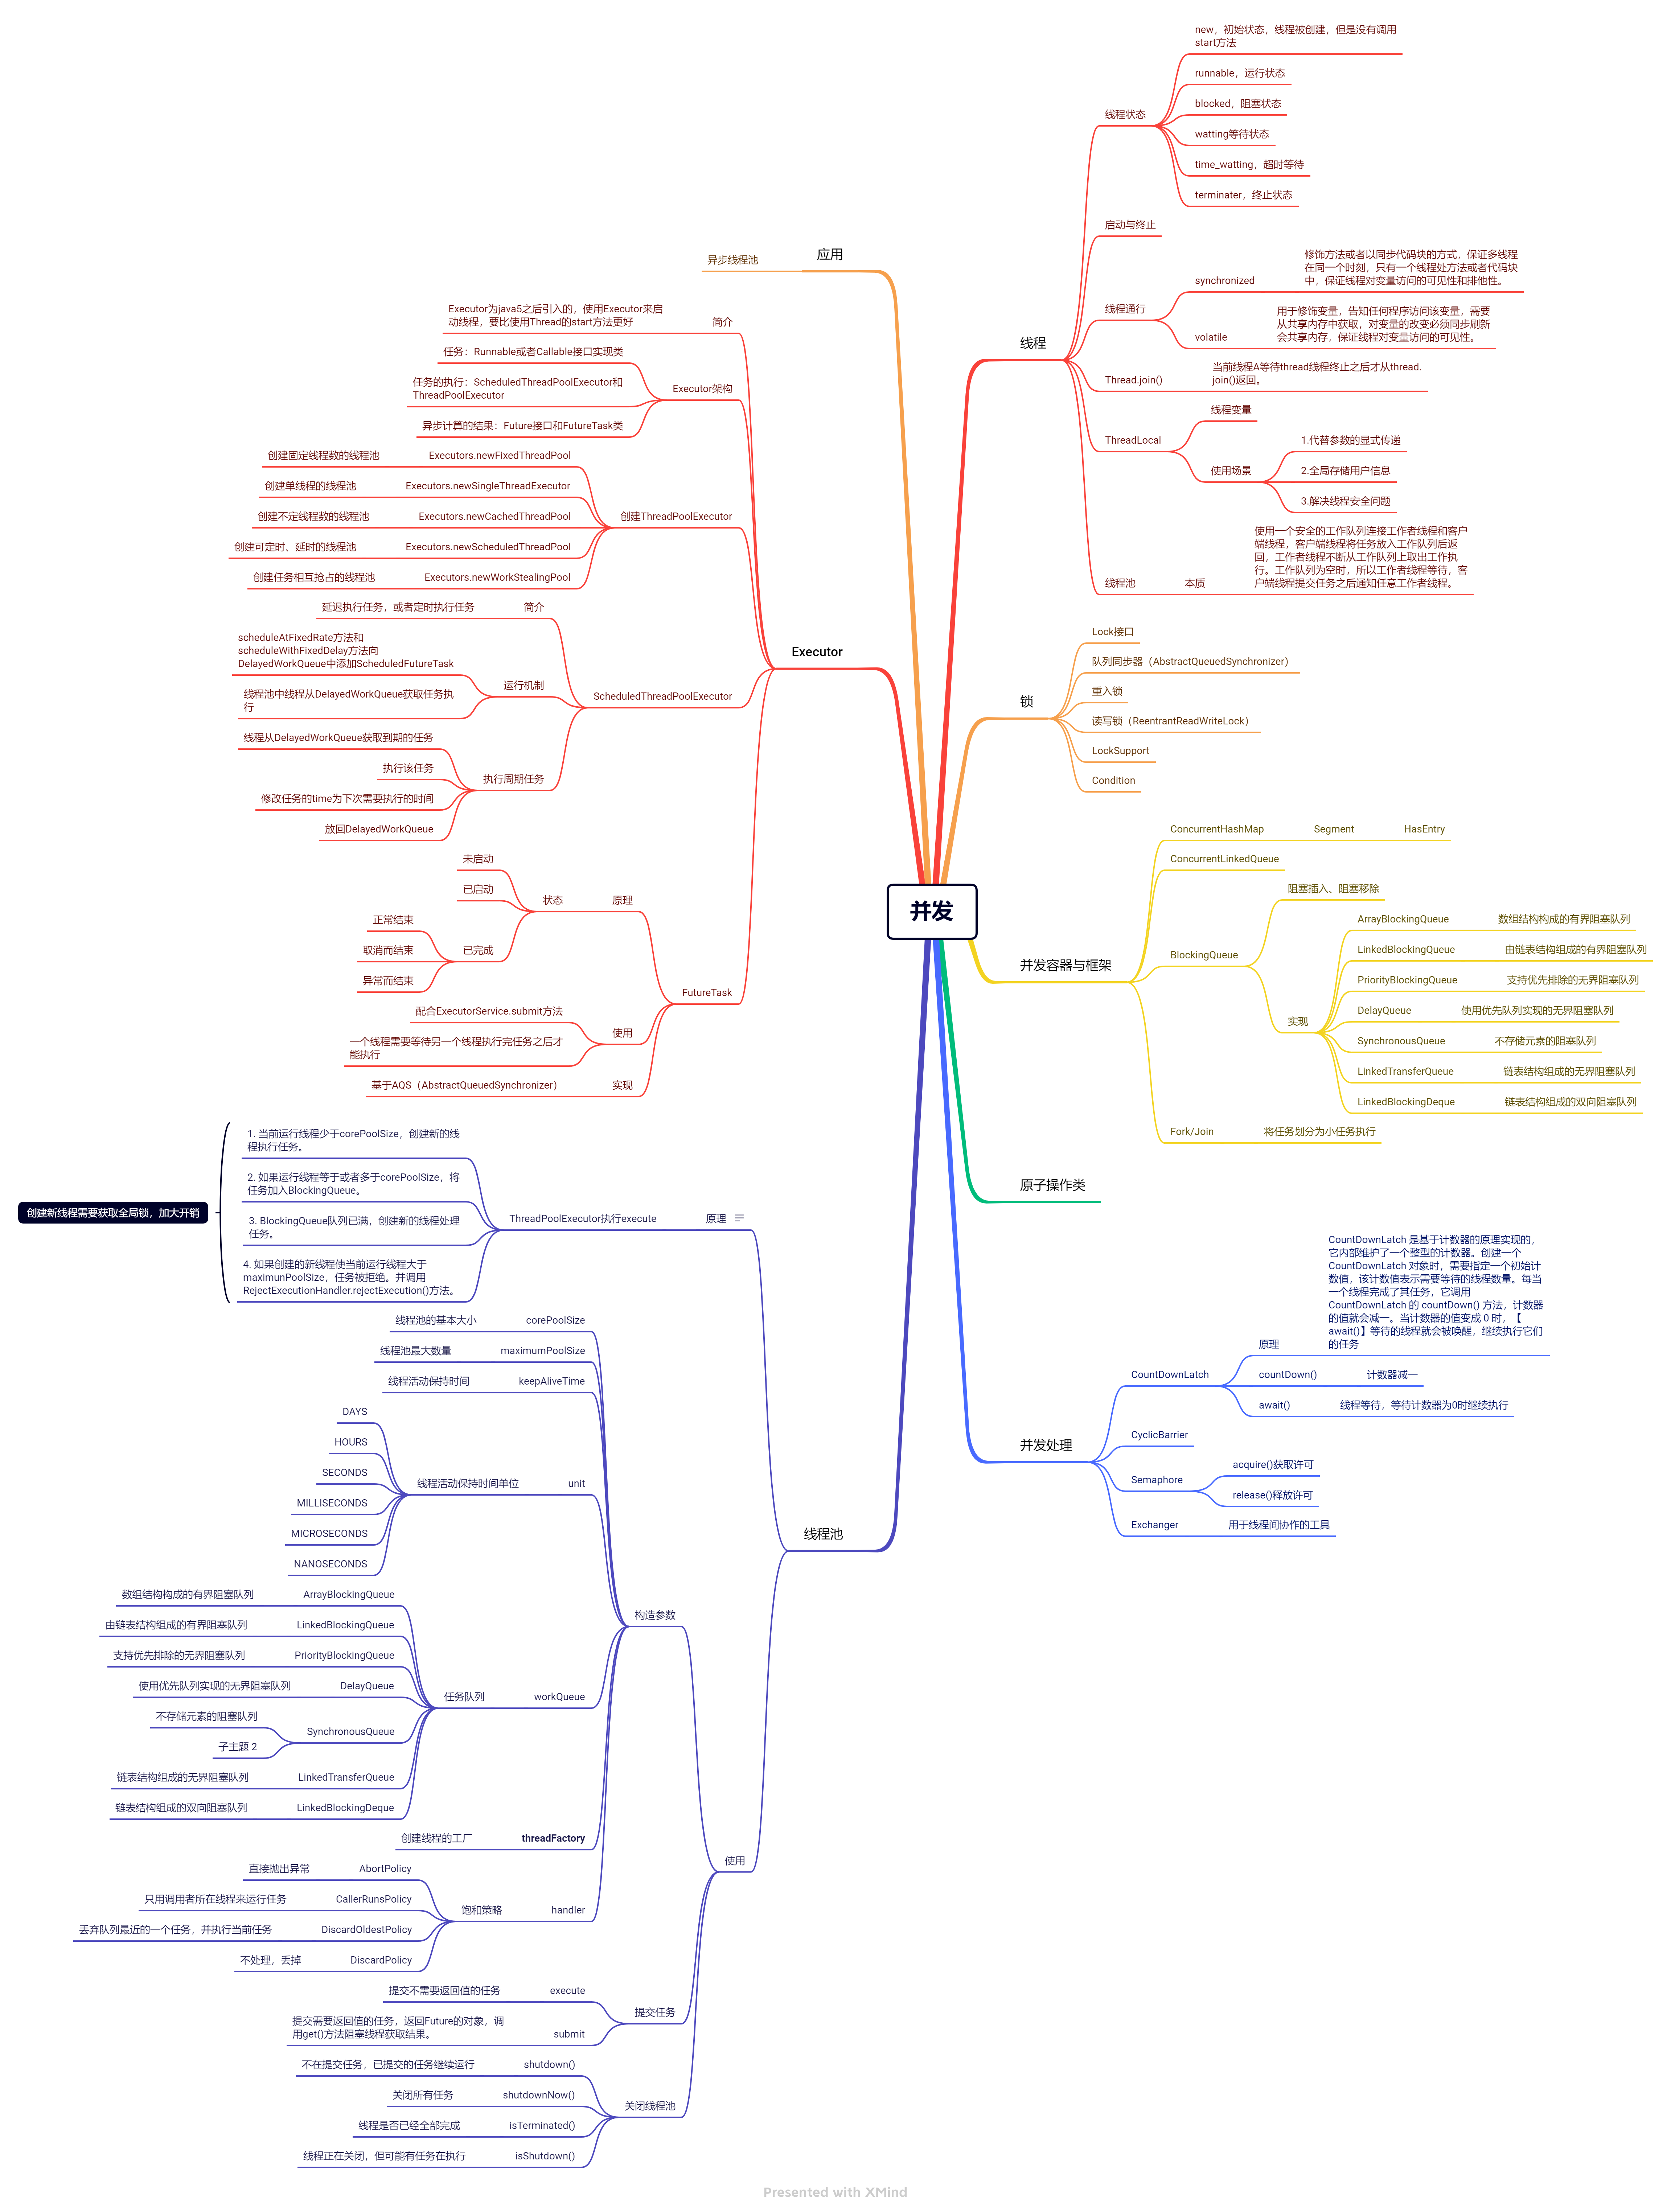 并发
线程
线程状态
new，初始状态，线程被创建，但是没有调用
start方法
runnable，运行状态
blocked，阻塞状态
watting等待状态
time_watting，超时等待
terminater，终止状态
启动与终止
线程通行
synchronized
修饰方法或者以同步代码块的方式，保证多线程
在同一个时刻，只有一个线程处方法或者代码块
中，保证线程对变量访问的可见性和排他性。
volatile
用于修饰变量，告知任何程序访问该变量，需要
从共享内存中获取，对变量的改变必须同步刷新
会共享内存，保证线程对变量访问的可见性。
Thread.join()
当前线程A等待thread线程终止之后才从thread.
join()返回。
ThreadLocal
线程变量
使用场景
1.代替参数的显式传递
2.全局存储用户信息
3.解决线程安全问题
线程池
本质
使用一个安全的工作队列连接工作者线程和客户
端线程，客户端线程将任务放入工作队列后返
回，工作者线程不断从工作队列上取出工作执
行。工作队列为空时，所以工作者线程等待，客
户端线程提交任务之后通知任意工作者线程。
锁
Lock接口
队列同步器（AbstractQueuedSynchronizer）
重入锁
读写锁（ReentrantReadWriteLock）
LockSupport
Condition
并发容器与框架
ConcurrentHashMap
Segment
HasEntry
ConcurrentLinkedQueue
BlockingQueue
阻塞插入、阻塞移除
实现
ArrayBlockingQueue
数组结构构成的有界阻塞队列
LinkedBlockingQueue
由链表结构组成的有界阻塞队列
PriorityBlockingQueue
支持优先排除的无界阻塞队列
DelayQueue
使用优先队列实现的无界阻塞队列
SynchronousQueue
不存储元素的阻塞队列
LinkedTransferQueue
链表结构组成的无界阻塞队列
LinkedBlockingDeque
链表结构组成的双向阻塞队列
Fork/Join
将任务划分为小任务执行
原子操作类
并发处理
CountDownLatch
原理
CountDownLatch 是基于计数器的原理实现的，
它内部维护了一个整型的计数器。创建一个
CountDownLatch 对象时，需要指定一个初始计
数值，该计数值表示需要等待的线程数量。每当
一个线程完成了其任务，它调用
CountDownLatch 的 countDown() 方法，计数器
的值就会减一。当计数器的值变成 0 时，【
await()】等待的线程就会被唤醒，继续执行它们
的任务
countDown()
计数器减一
await()
线程等待，等待计数器为0时继续执行
CyclicBarrier
Semaphore
acquire()获取许可
release()释放许可
Exchanger
用于线程间协作的工具
应用
异步线程池
Executor
简介
Executor为java5之后引入的，使用Executor来启
动线程，要比使用Thread的start方法更好
Executor架构
任务：Runnable或者Callable接口实现类
任务的执行：ScheduledThreadPoolExecutor和
ThreadPoolExecutor
异步计算的结果：Future接口和FutureTask类
创建ThreadPoolExecutor
Executors.newFixedThreadPool
创建固定线程数的线程池
Executors.newSingleThreadExecutor
创建单线程的线程池
Executors.newCachedThreadPool
创建不定线程数的线程池
Executors.newScheduledThreadPool
创建可定时、延时的线程池
Executors.newWorkStealingPool
创建任务相互抢占的线程池
ScheduledThreadPoolExecutor
简介
延迟执行任务，或者定时执行任务
运行机制
scheduleAtFixedRate方法和
scheduleWithFixedDelay方法向
DelayedWorkQueue中添加ScheduledFutureTask
线程池中线程从DelayedWorkQueue获取任务执
行
执行周期任务
线程从DelayedWorkQueue获取到期的任务
执行该任务
修改任务的time为下次需要执行的时间
放回DelayedWorkQueue
FutureTask
原理
状态
未启动
已启动
已完成
正常结束
取消而结束
异常而结束
使用
配合ExecutorService.submit方法
一个线程需要等待另一个线程执行完任务之后才
能执行
实现
基于AQS（AbstractQueuedSynchronizer）
线程池
原理
ThreadPoolExecutor执行execute
1. 当前运行线程少于corePoolSize，创建新的线
程执行任务。
2. 如果运行线程等于或者多于corePoolSize，将
任务加入BlockingQueue。
3. BlockingQueue队列已满，创建新的线程处理
任务。
4. 如果创建的新线程使当前运行线程大于
maximunPoolSize，任务被拒绝。并调用
RejectExecutionHandler.rejectExecution()方法。
创建新线程需要获取全局锁，加大开销
使用
构造参数
corePoolSize
线程池的基本大小
maximumPoolSize
线程池最大数量
keepAliveTime
线程活动保持时间
unit
线程活动保持时间单位
DAYS
HOURS
SECONDS
MILLISECONDS
MICROSECONDS
NANOSECONDS
workQueue
任务队列
ArrayBlockingQueue
数组结构构成的有界阻塞队列
LinkedBlockingQueue
由链表结构组成的有界阻塞队列
PriorityBlockingQueue
支持优先排除的无界阻塞队列
DelayQueue
使用优先队列实现的无界阻塞队列
SynchronousQueue
不存储元素的阻塞队列
子主题 2
LinkedTransferQueue
链表结构组成的无界阻塞队列
LinkedBlockingDeque
链表结构组成的双向阻塞队列
threadFactory
创建线程的工厂
handler
饱和策略
AbortPolicy
直接抛出异常
CallerRunsPolicy
只用调用者所在线程来运行任务
DiscardOldestPolicy
丢弃队列最近的一个任务，并执行当前任务
DiscardPolicy
不处理，丢掉
提交任务
execute
提交不需要返回值的任务
submit
提交需要返回值的任务，返回Future的对象，调
用get()方法阻塞线程获取结果。
关闭线程池
shutdown()
不在提交任务，已提交的任务继续运行
shutdownNow()
关闭所有任务
isTerminated()
线程是否已经全部完成
isShutdown()
线程正在关闭，但可能有任务在执行
Presented with XMind